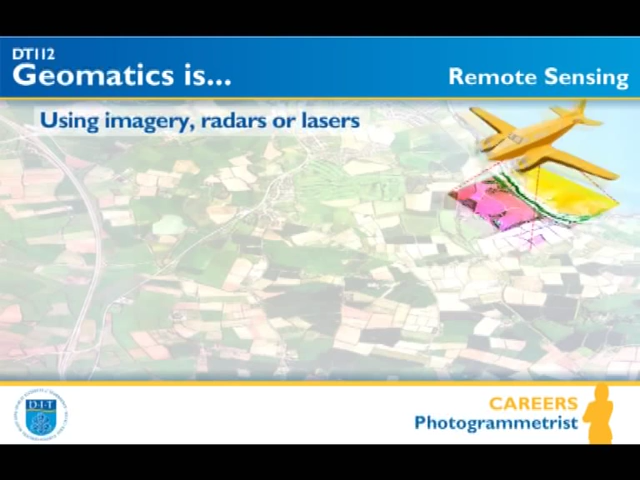 DT112
Geomatics is...
Remote Sensing
Using imagery, radars or lasers
D·I·T
CAREERS
Photogrammetrist